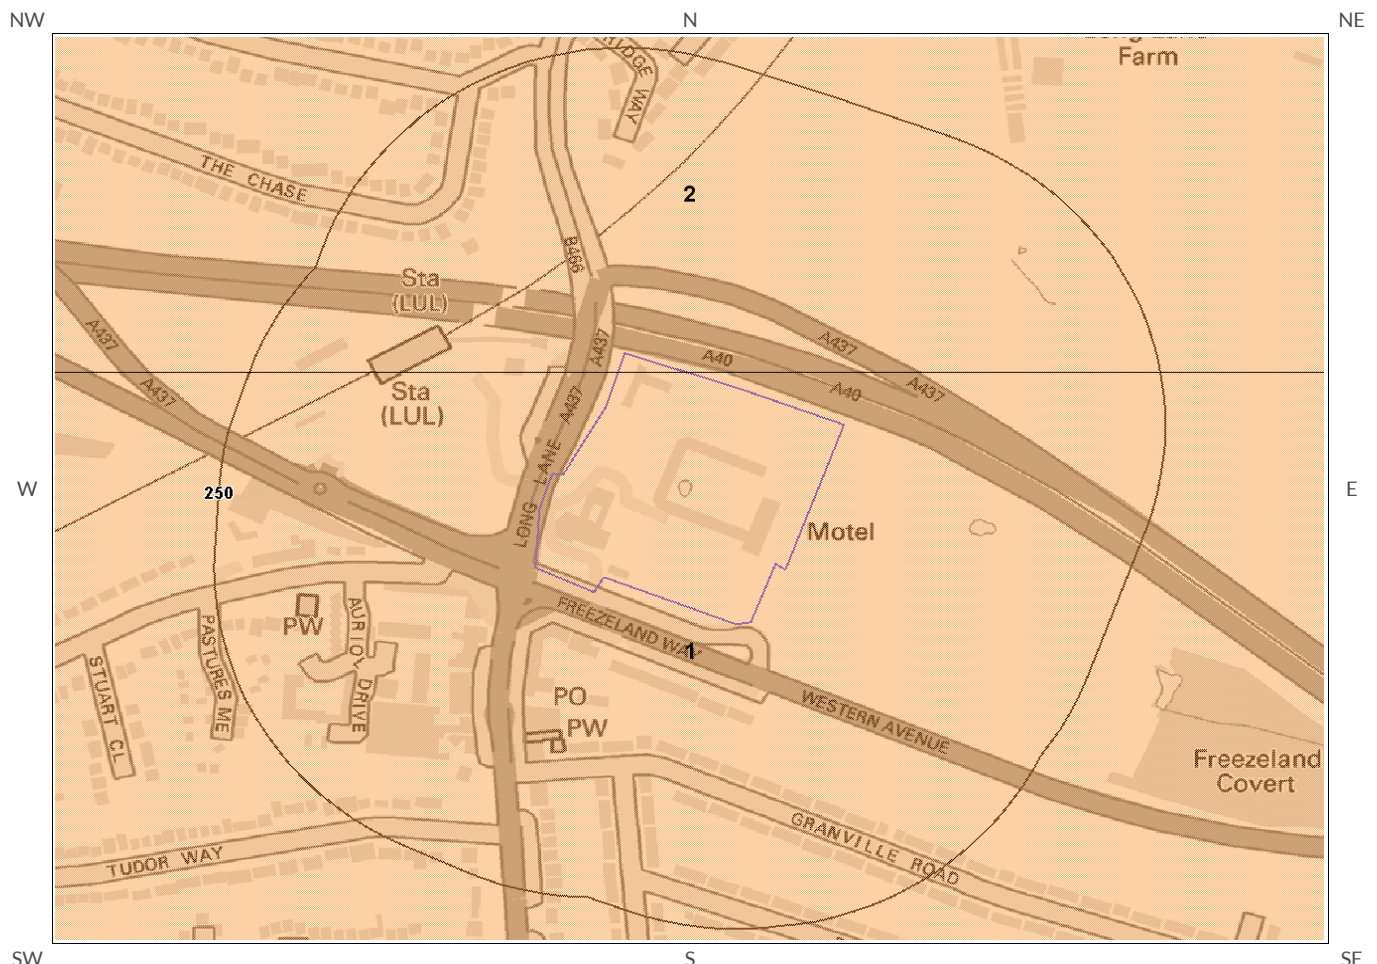 NW
N
NE
RIDGE WAY
Farm
THE CHASE
2
B466
Sta
(LUL)
A437
A437
A437
A40
A437
A40
A437
A437
Sta
(LUL)
LONG LANE
W
250
E
Motel
PW
AURIOL DRIVE
PASTURES ME
STUART CL
FREEZELAND WAY
1
PO
PW
WESTERN AVENUE
Freezeland
Covert
GRANVILLE ROAD
TUDOR WAY
SW
S
SE